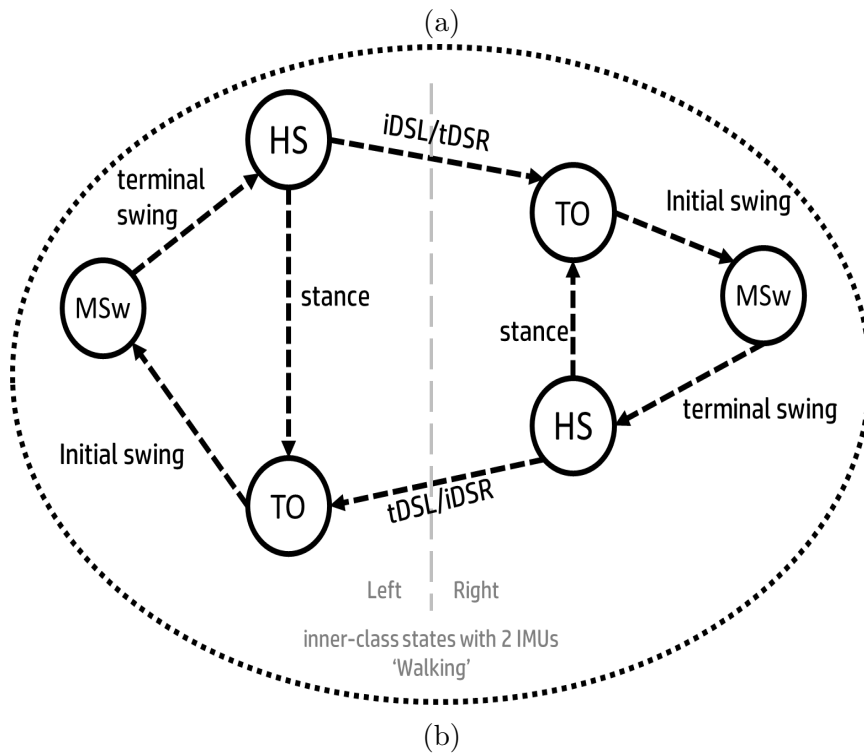 (a)
HS
iDSL/tDSR
terminal
swing
TO
Initial swing
MSw
stance
MSw
stance
HS
terminal swing
Initial swing
TO
tDSL/iDSR
Left
Right
inner-class states with 2 IMUs
‘Walking’
(b)